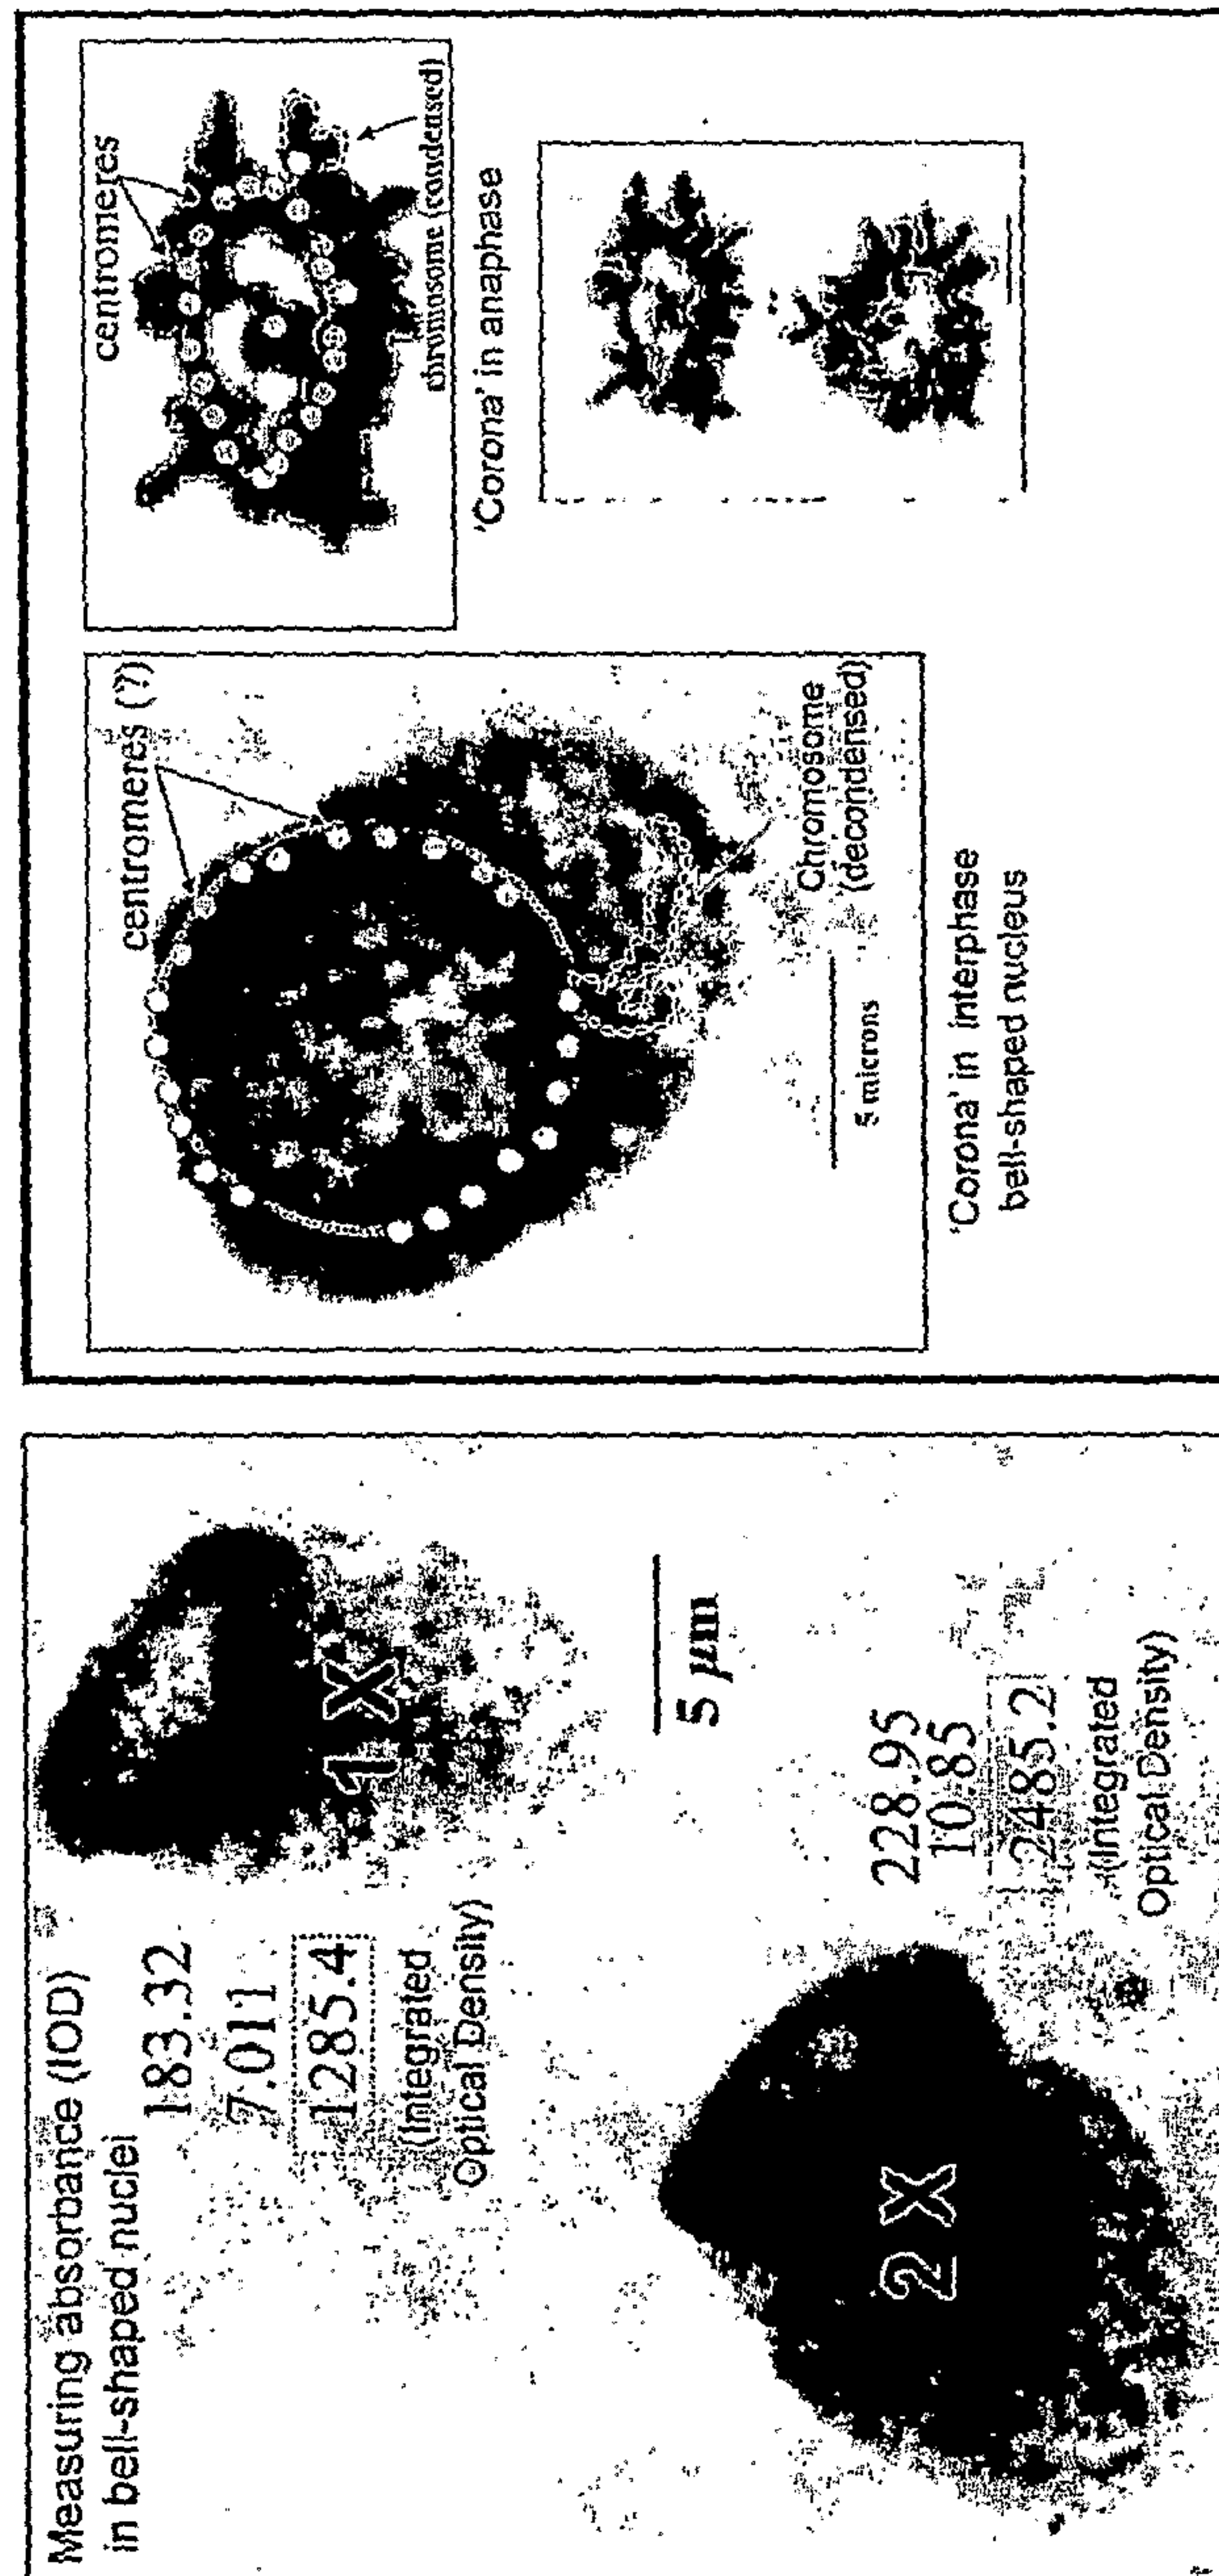 Measuring absorbance (IOD)
in bell-shaped nuclei
183.32
7.011
1285.4
(Integrated
Optical Density)
1 X
5 µm
2 X
228.95
10.85
2485.2
(Integrated
Optical Density)
centromeres (?)
Chromosome
(decondensed)
5 microns
'Corona' in interphase
bell-shaped nucleus
centromeres
chromosome (condensed)
'Corona' in anaphase